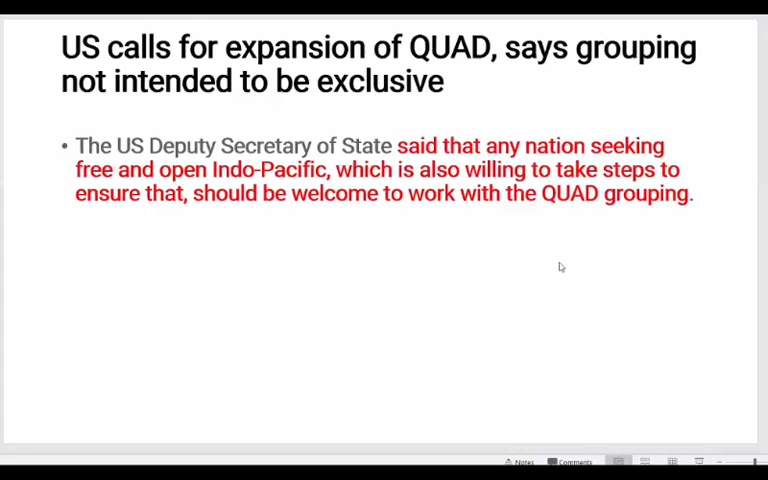 US calls for expansion of QUAD, says grouping
not intended to be exclusive
• The US Deputy Secretary of State said that any nation seeking
free and open Indo-Pacific, which is also willing to take steps to
ensure that, should be welcome to work with the QUAD grouping.
Notes Comments